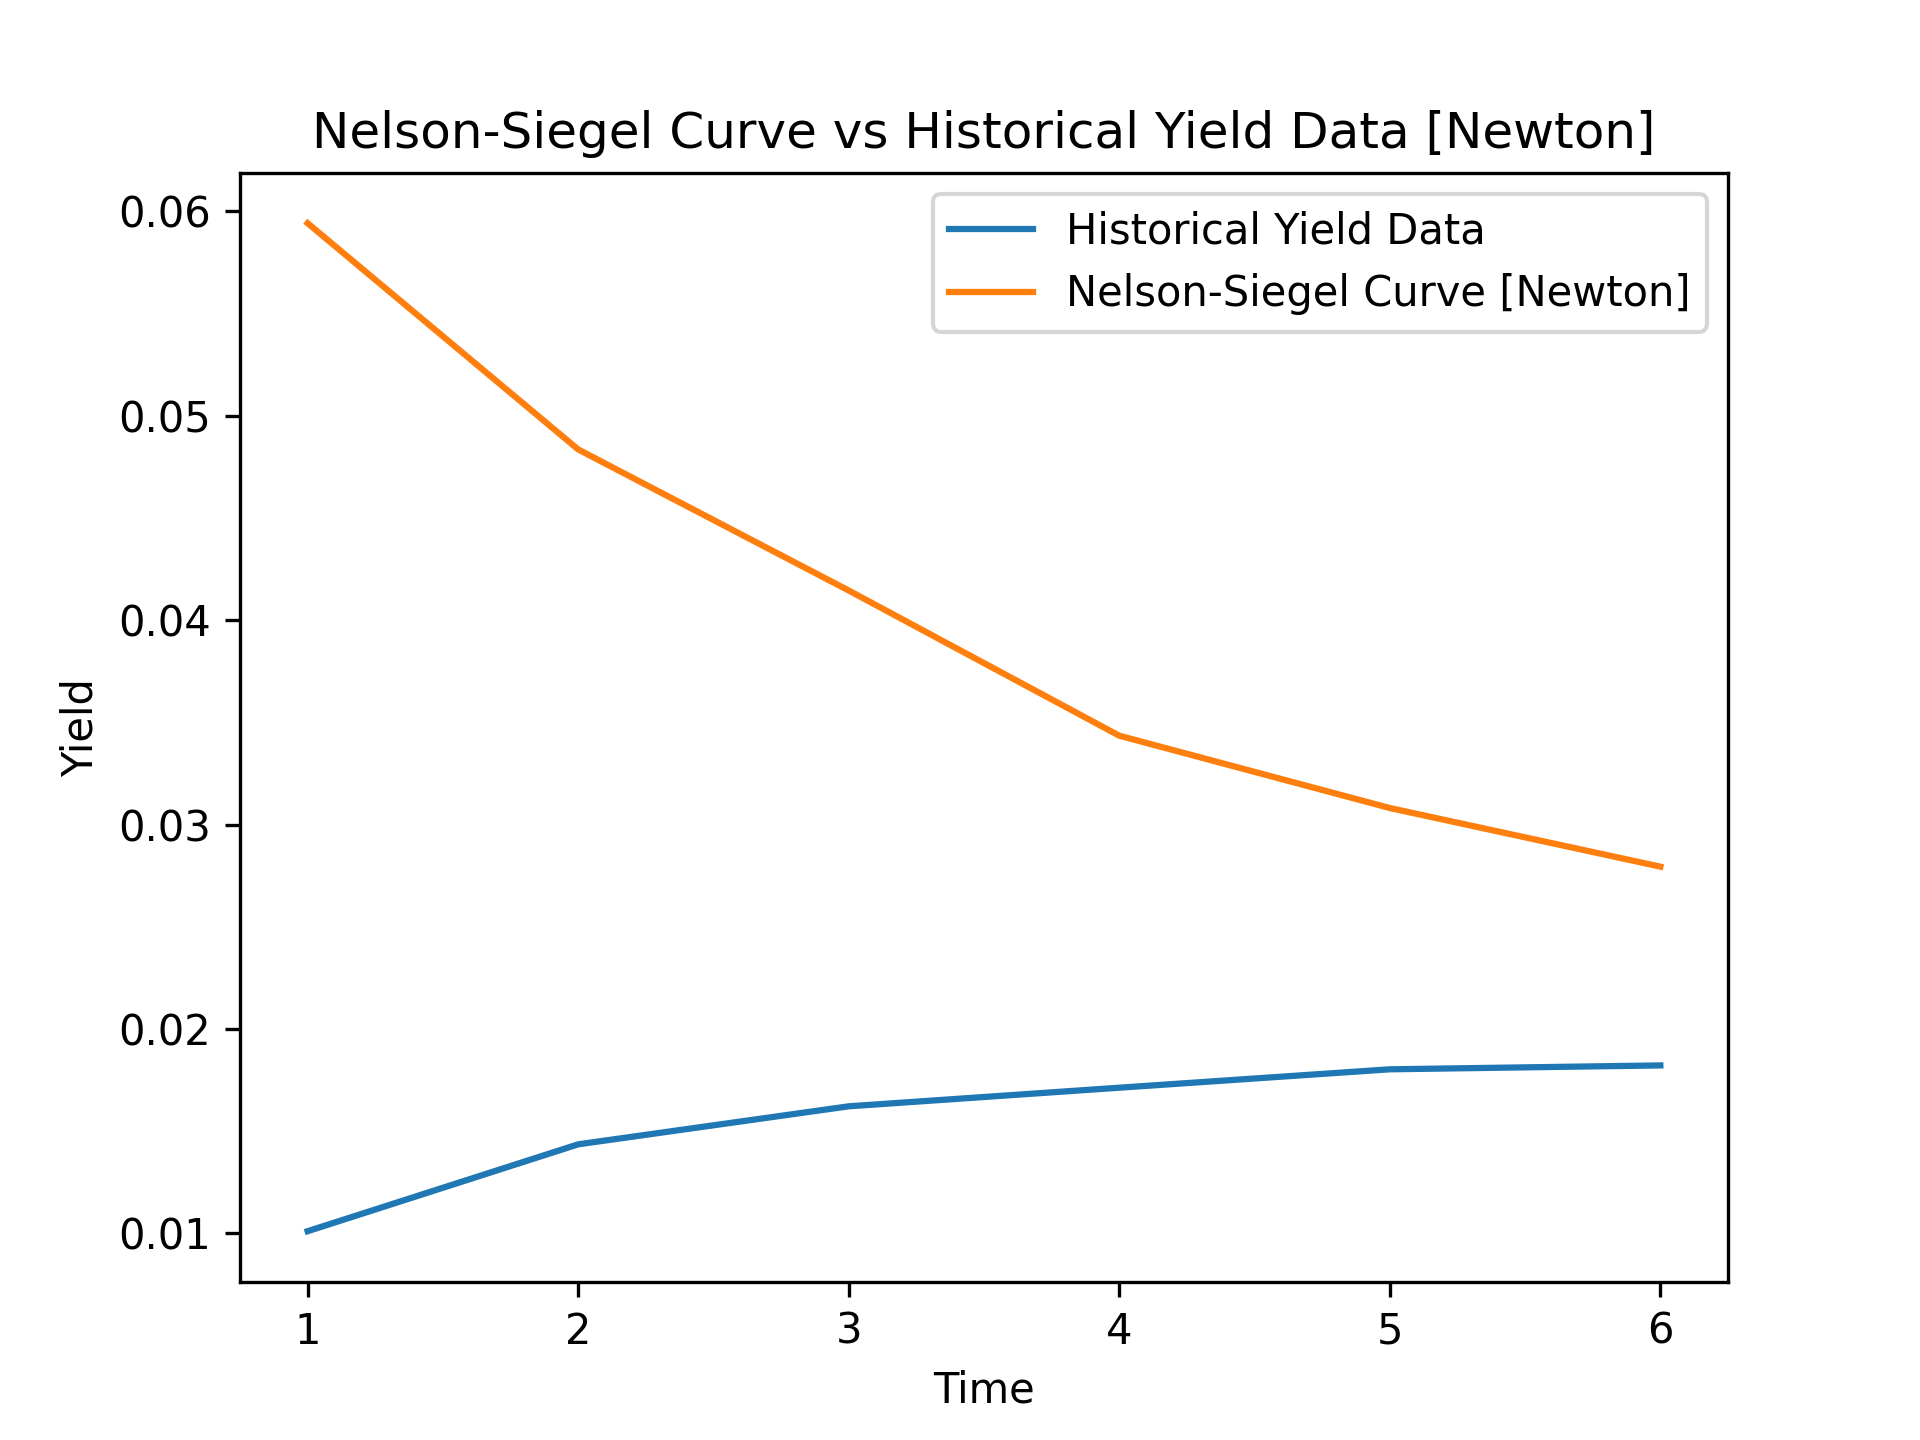 Nelson-Siegel Curve vs Historical Yield Data [Newton]
Historical Yield Data
Nelson-Siegel Curve [Newton]
Yield
0.06
0.05
0.04
0.03
0.02
0.01
1 2 3 4 5 6
Time